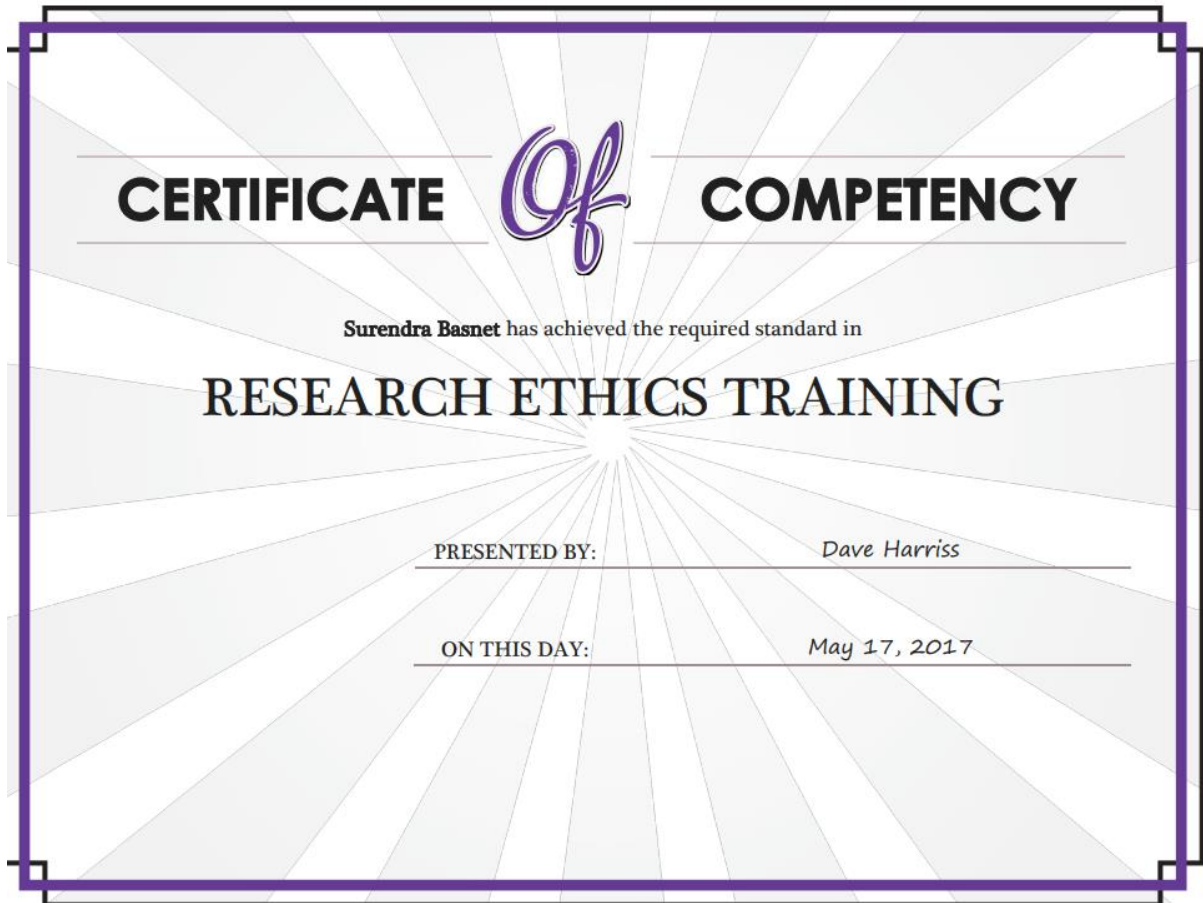 CERTIFICATE Of COMPETENCY
Surendra Basnet has achieved the required standard in
RESEARCH ETHICS TRAINING
PRESENTED BY: Dave Harriss
ON THIS DAY: May 17, 2017